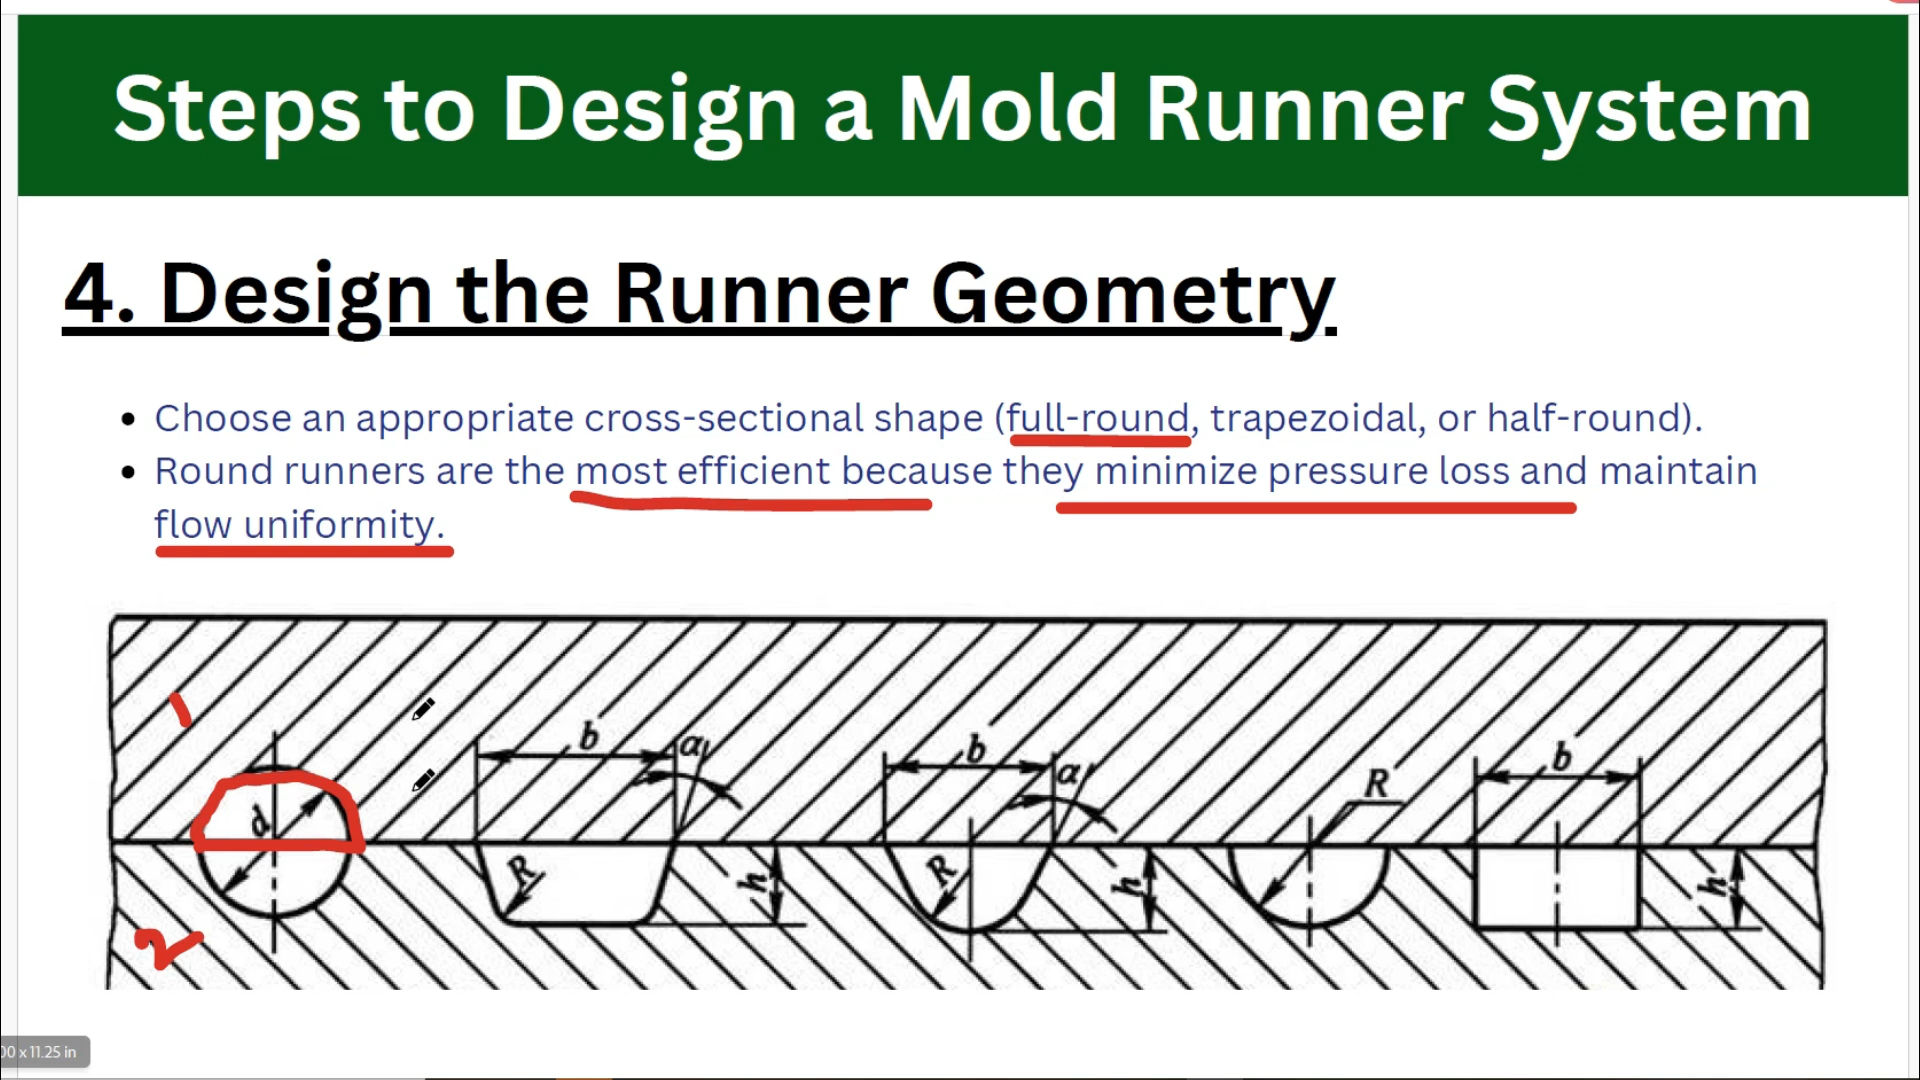 Steps to Design a Mold Runner System
4. Design the Runner Geometry
• Choose an appropriate cross-sectional shape (full-round, trapezoidal, or half-round).
• Round runners are the most efficient because they minimize pressure loss and maintain
flow uniformity.
1
b
α
b
α
R
b
d
R
h
R
h
h
2
00 x 11.25 in